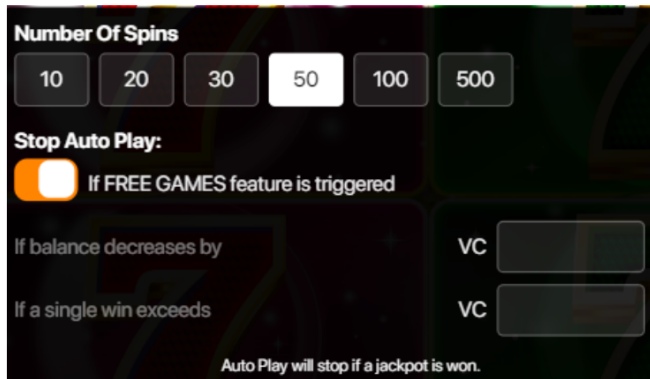 Number Of Spins
10 20 30 50 100 500
Stop Auto Play:
If FREE GAMES feature is triggered
If balance decreases by VC
If a single win exceeds VC
Auto Play will stop if a jackpot is won.